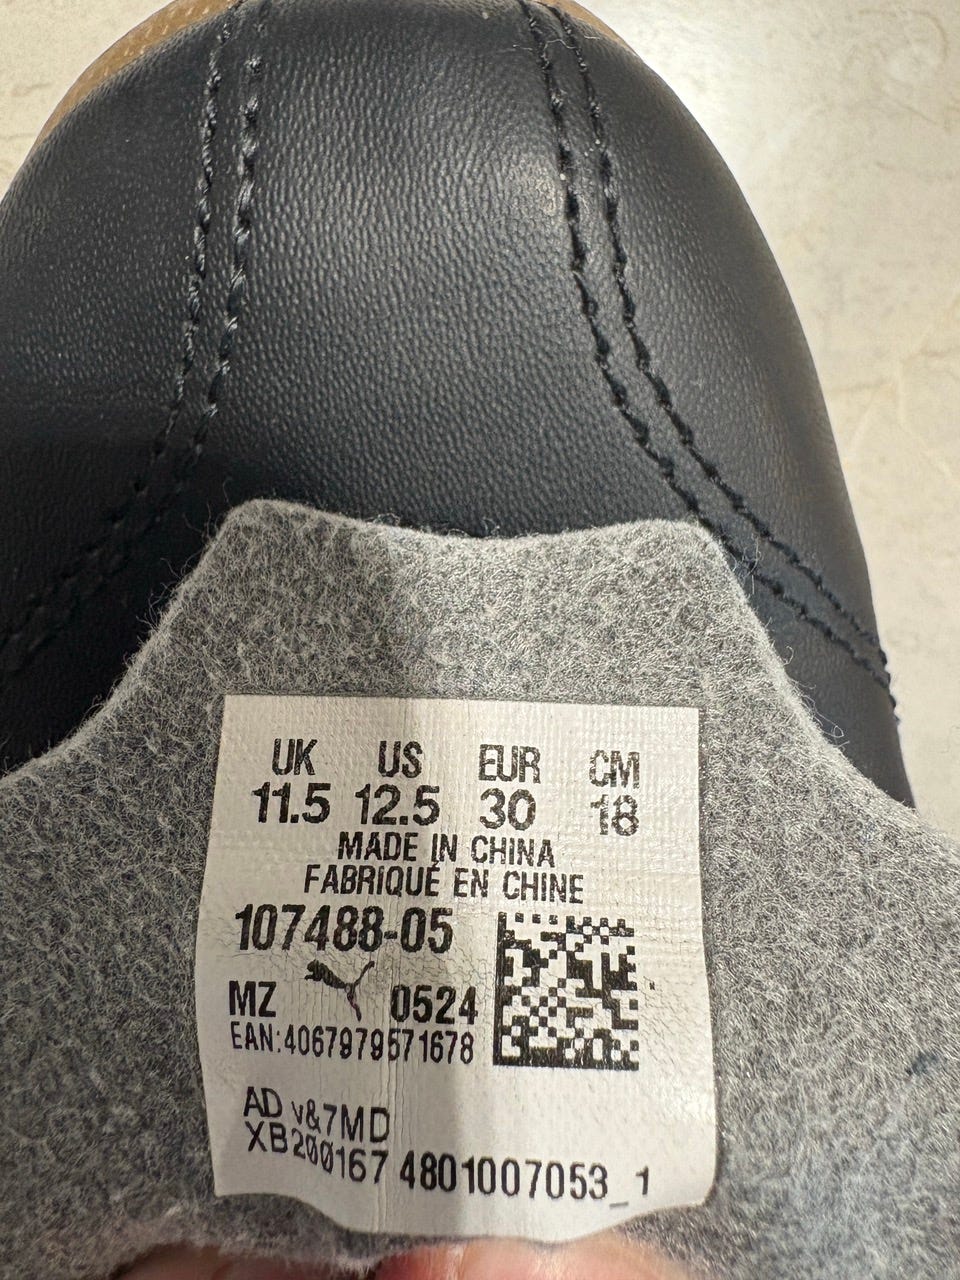 UK US EUR CM
11.5 12.5 30 18
MADE IN CHINA
FABRIQUÉ EN CHINE
107488-05
MZ 0524
EAN:4067979571678
AD v&7MD
XB200167 4801007053_1